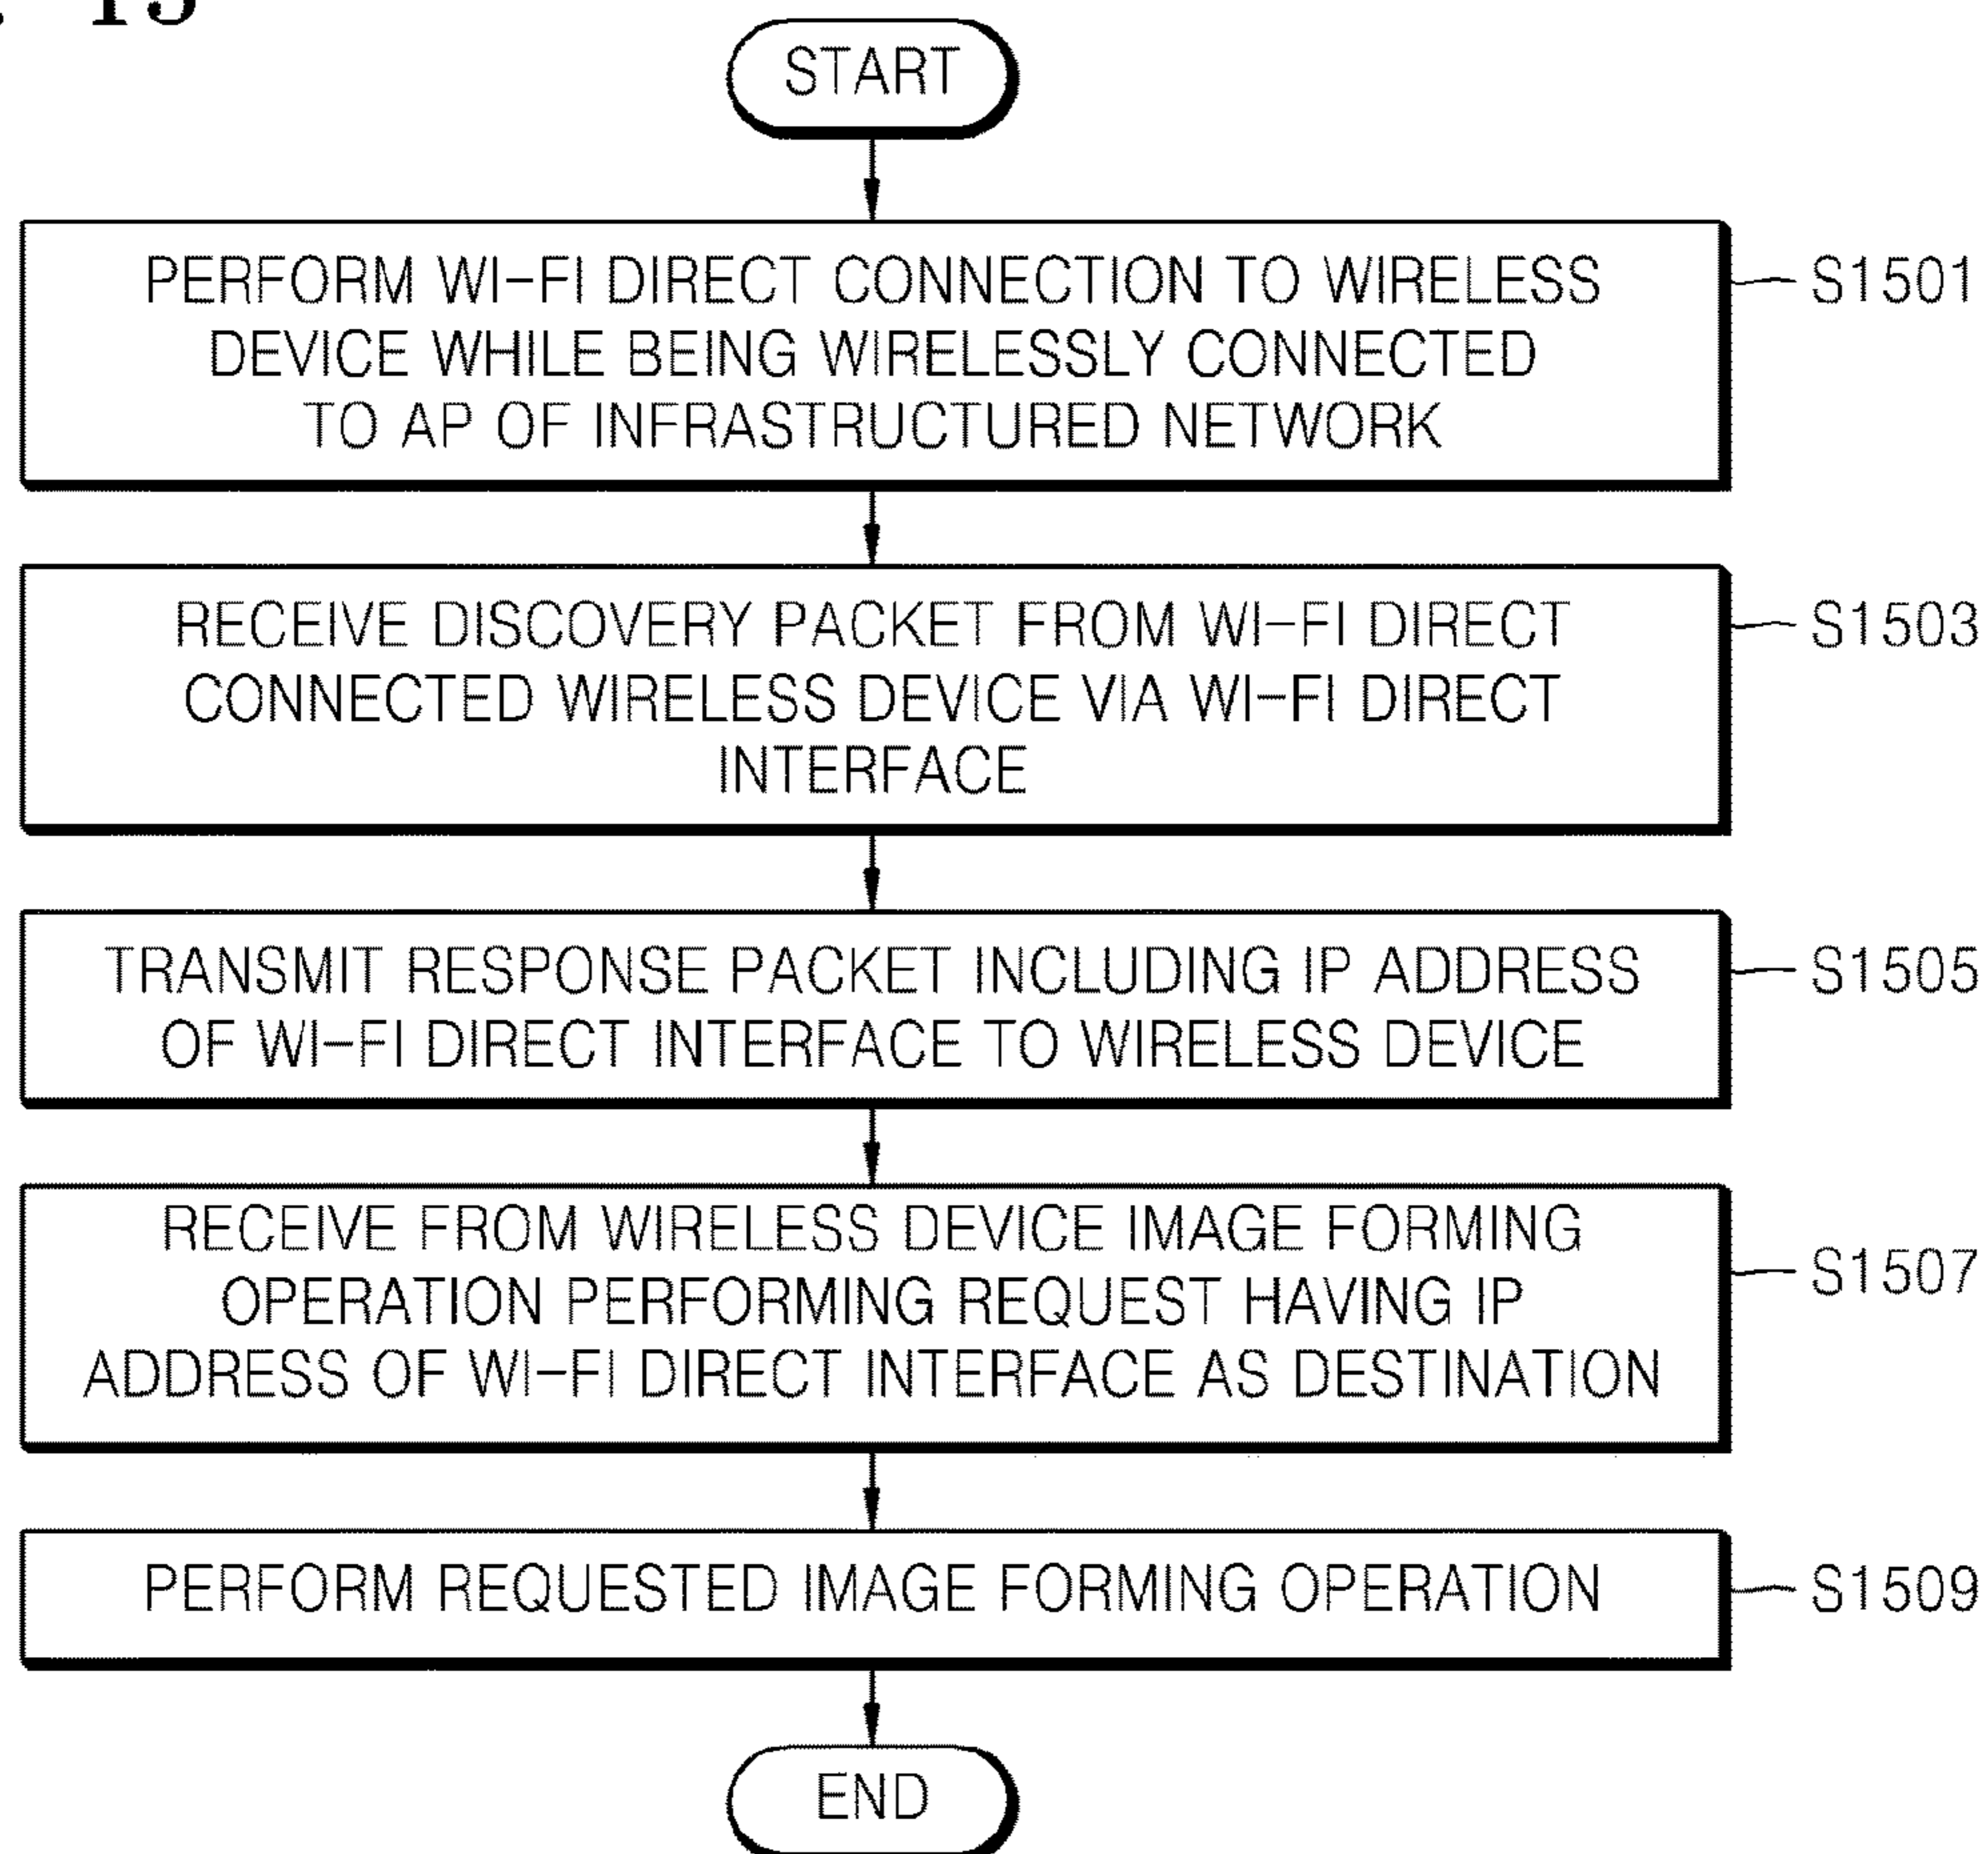 15
START
PERFORM WI-FI DIRECT CONNECTION TO WIRELESS
DEVICE WHILE BEING WIRELESSLY CONNECTED
TO AP OF INFRASTRUCTURED NETWORK
S1501
RECEIVE DISCOVERY PACKET FROM WI-FI DIRECT
CONNECTED WIRELESS DEVICE VIA WI-FI DIRECT
INTERFACE
S1503
TRANSMIT RESPONSE PACKET INCLUDING IP ADDRESS
OF WI-FI DIRECT INTERFACE TO WIRELESS DEVICE
S1505
RECEIVE FROM WIRELESS DEVICE IMAGE FORMING
OPERATION PERFORMING REQUEST HAVING IP
ADDRESS OF WI-FI DIRECT INTERFACE AS DESTINATION
S1507
PERFORM REQUESTED IMAGE FORMING OPERATION
S1509
END